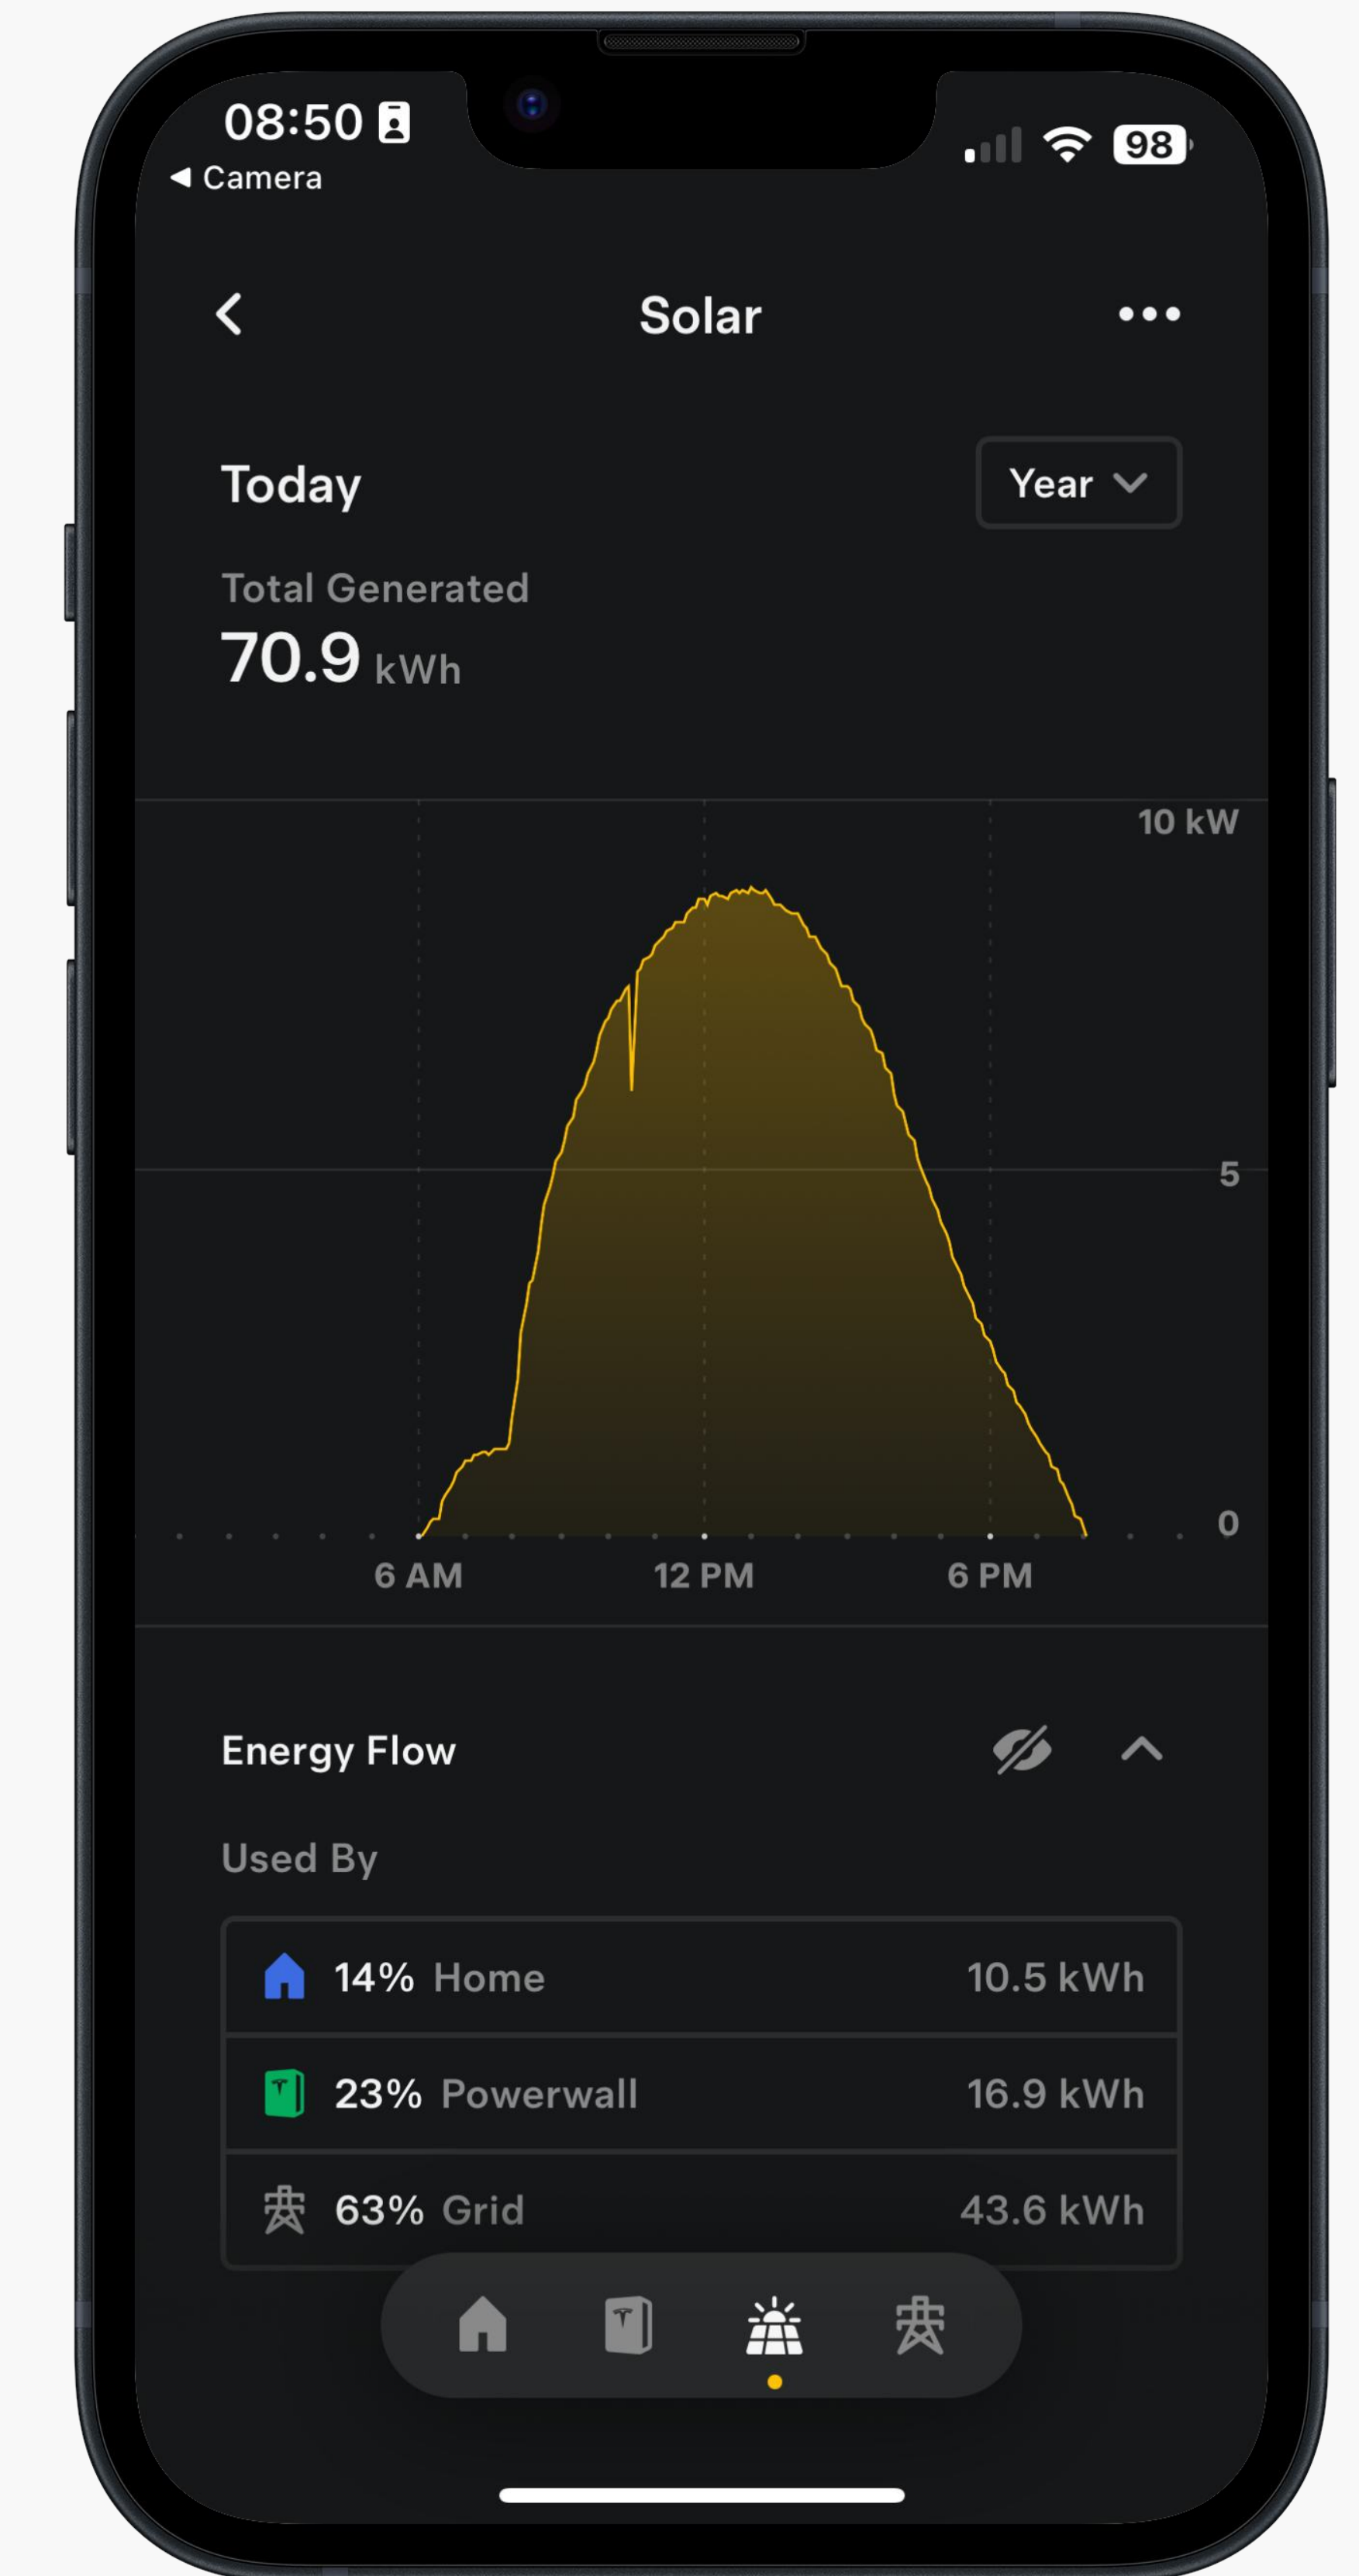 08:50
98
Camera
Solar
Today
Year
Total Generated
70.9 kWh
10 kW
5
0
6 AM 12 PM 6 PM
Energy Flow
Used By
14% Home 10.5 kWh
23% Powerwall 16.9 kWh
63% Grid 43.6 kWh